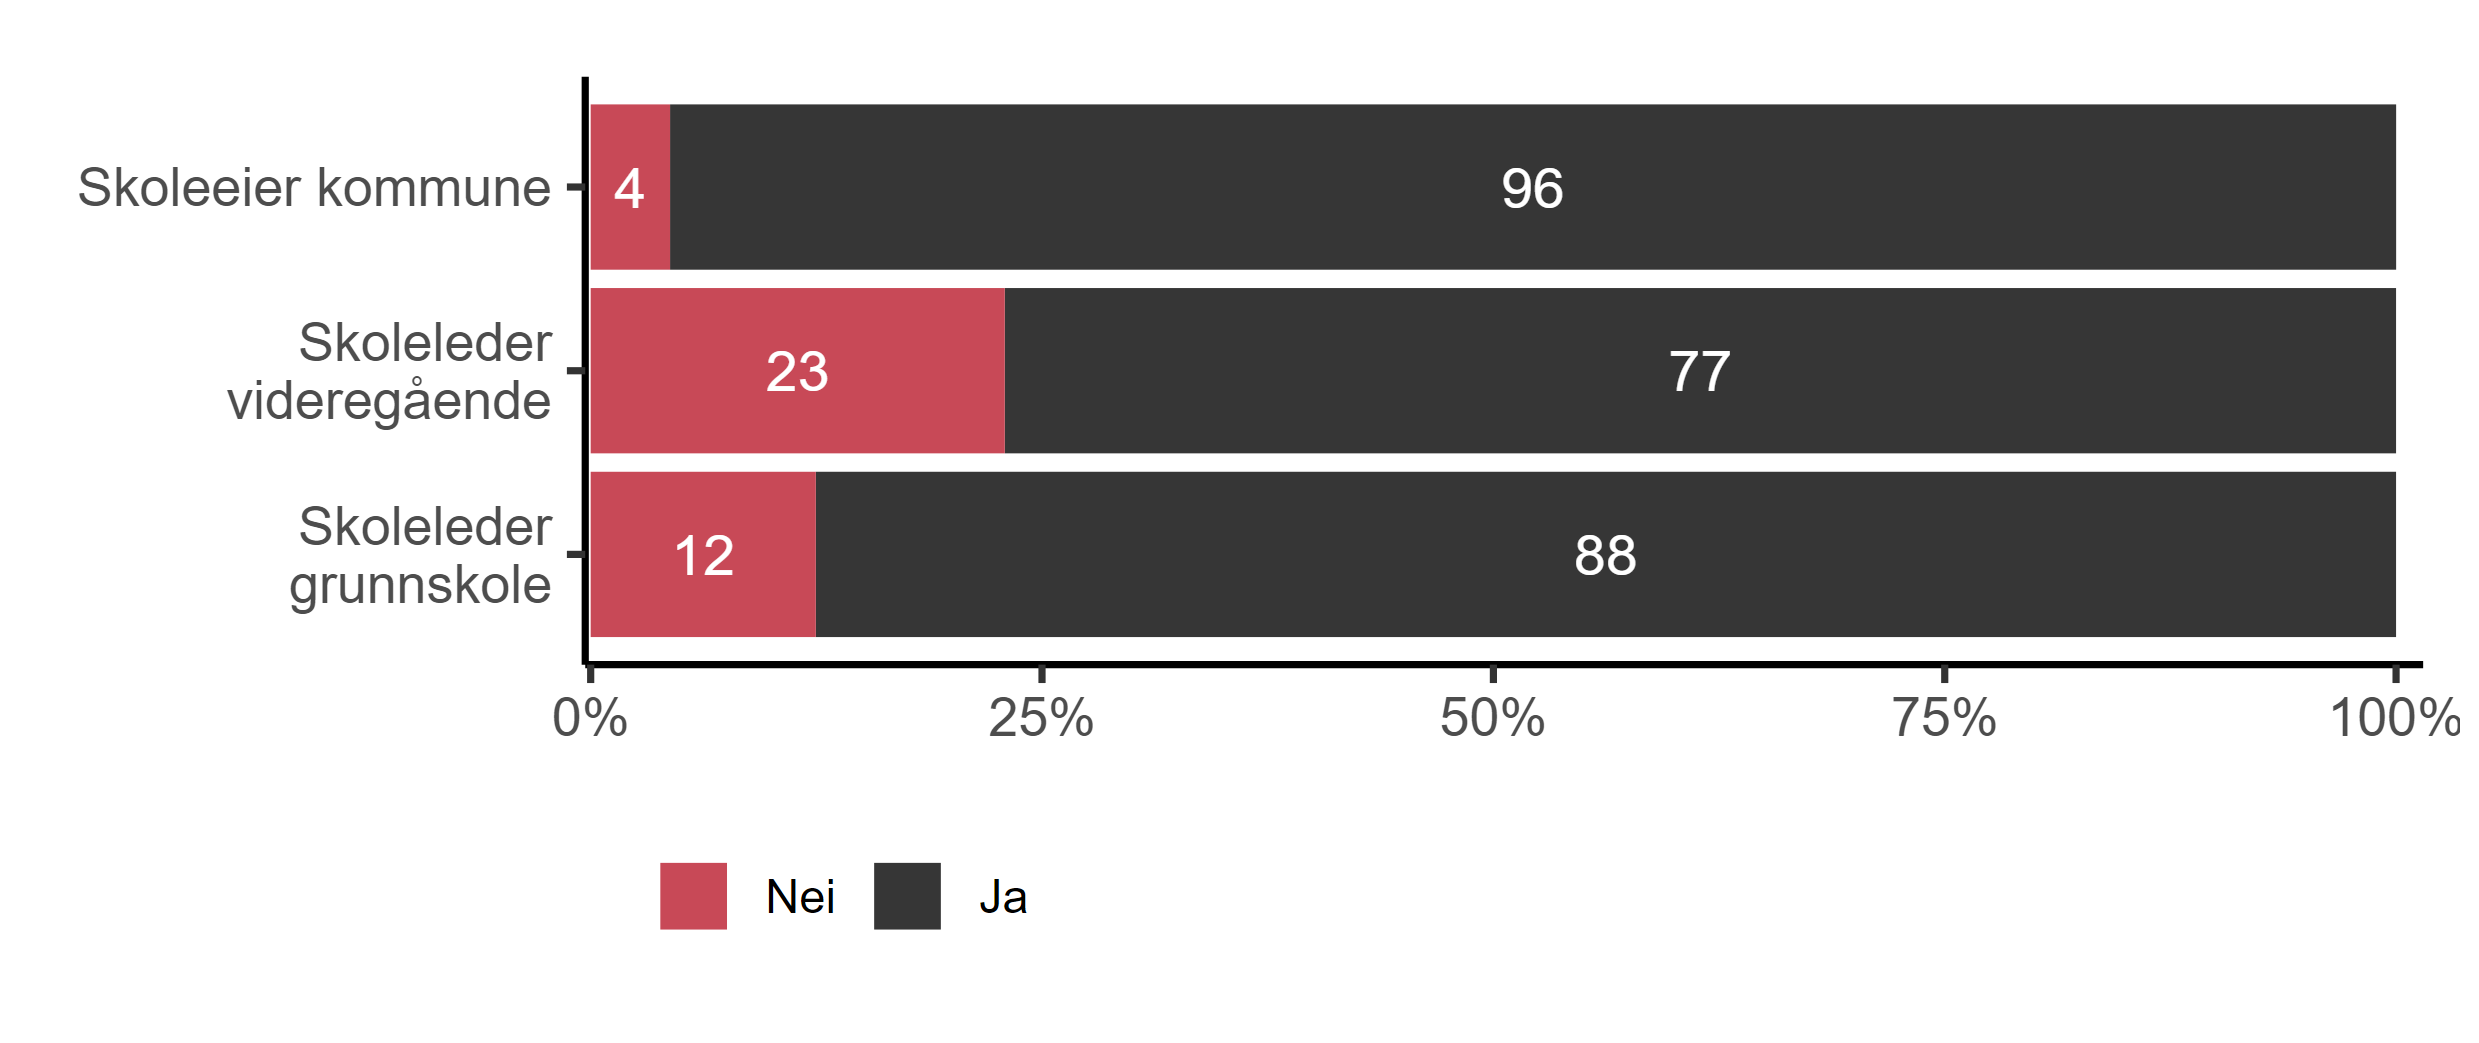 Skoleeier kommune
4 96
Skoleleder
videregående
23 77
Skoleleder
grunnskole
12 88
0% 25% 50% 75% 100%
Nei Ja